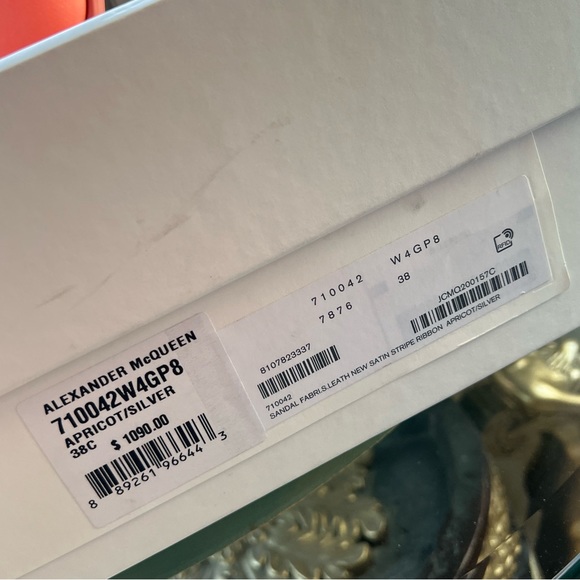 ALEXANDER McQUEEN
710042W4GP8
APRICOT/SILVER
38C $ 1090.00
8 89261 96644 3
710042 W4GP8
7876 38
RFID
8107823337 JCMQ200157C
710042
SANDAL FABRI.S.LEATH NEW SATIN STRIPE RIBBON APRICOT/SILVER